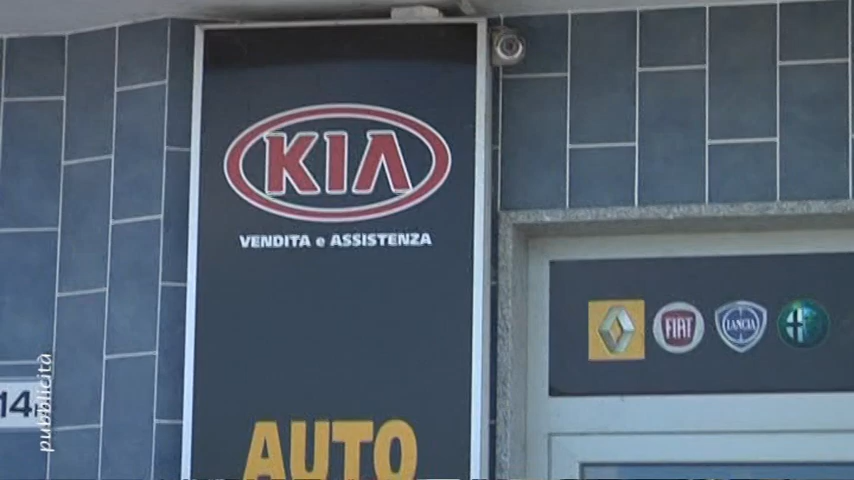 KIA
VENDITA e ASSISTENZA
AUTO
FIAT
LANCIA
14
pubblicità